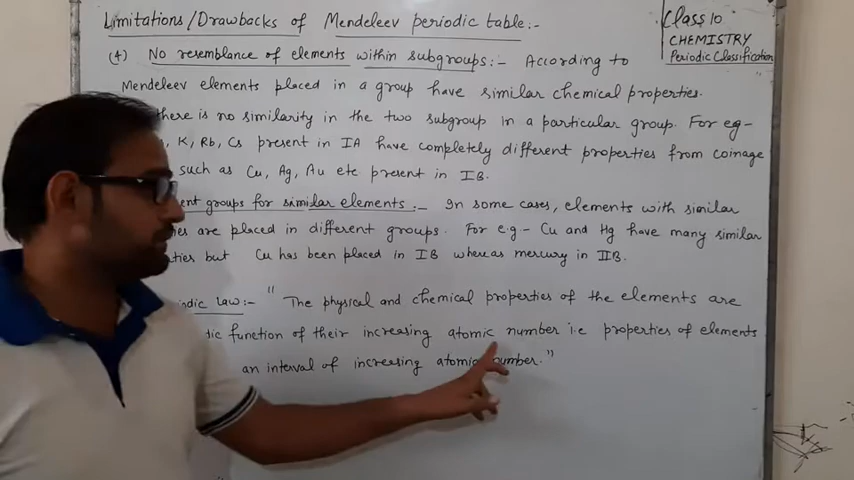 Limitations/Drawbacks of Mendeleev periodic table:-
Class 10
CHEMISTRY
Periodic Classification
(4) No resemblance of elements within subgroups:- According to
Mendeleev elements placed in a group have similar chemical properties.
here is no similarity in the two subgroup in a particular group. For eg-
, K, Rb, Cs present in IA have completely different properties from coinage
such as Cu, Ag, Au etc present in IB.
ent groups for similar elements:- In some cases, elements with similar
es are placed in different groups. For e.g- Cu and Hg have many similar
ties but Cu has been placed in IB whereas mercury in IIB.
dic law:- "The physical and chemical properties of the elements are
tic function of their increasing atomic number i.e properties of elements
an interval of increasing atomic number."